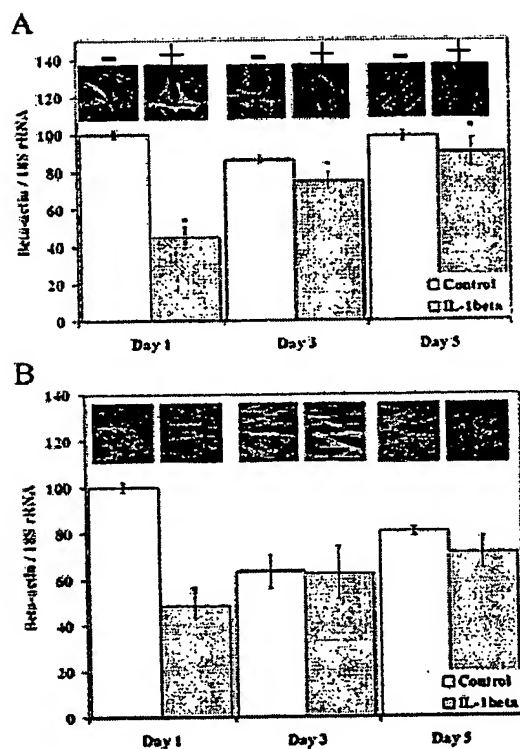 A
− + − + − +
140
120
100
80
60
40
20
0
Beta-actin / 18S rRNA
Control
IL-1beta
Day 1 Day 3 Day 5
B
140
120
100
80
60
40
20
0
Beta-actin / 18S rRNA
Control
IL-1beta
Day 1 Day 3 Day 5